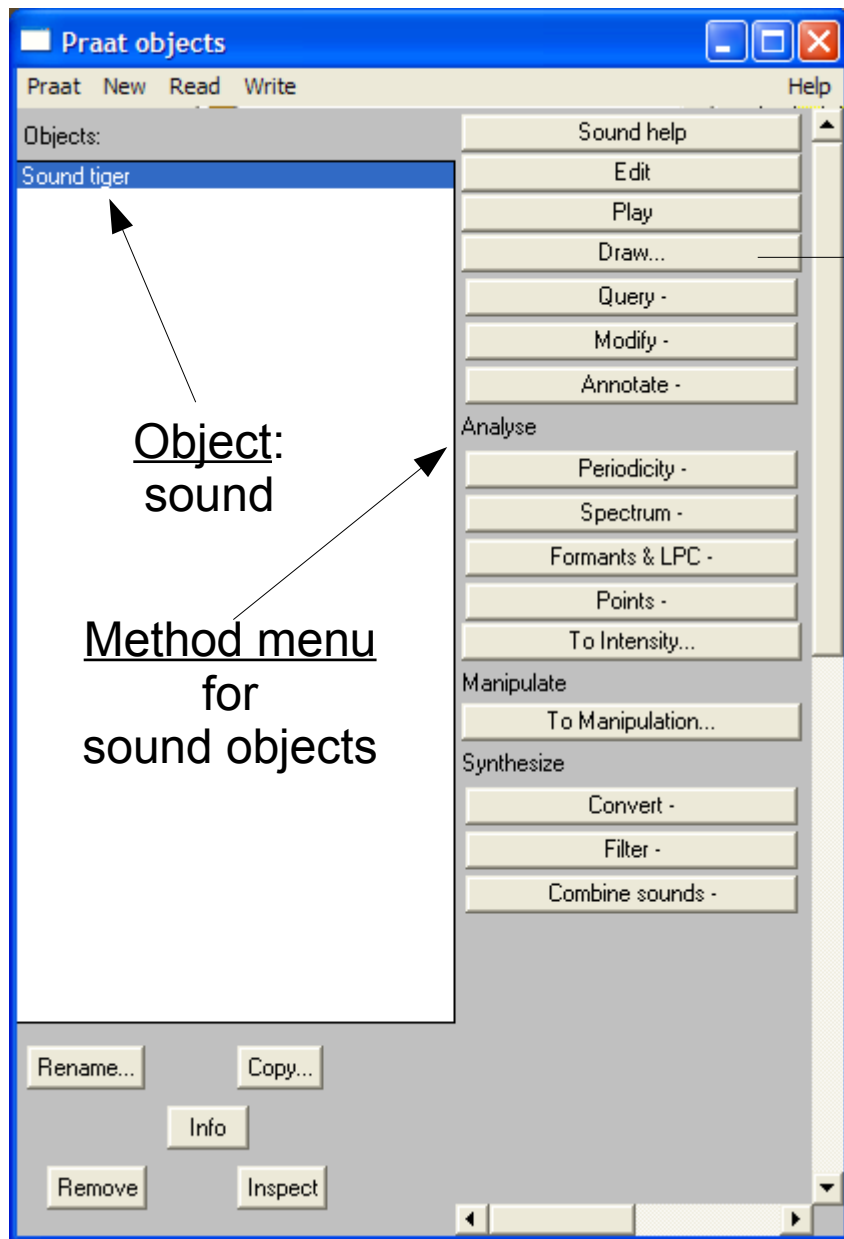 Praat objects
Praat New Read Write Help
Objects:
Sound tiger
Object:
sound
Method menu
for
sound objects
Sound help
Edit
Play
Draw...
Query -
Modify -
Annotate -
Analyse
Periodicity -
Spectrum -
Formants & LPC -
Points -
To Intensity...
Manipulate
To Manipulation...
Synthesize
Convert -
Filter -
Combine sounds -
Rename... Copy...
Info
Remove Inspect